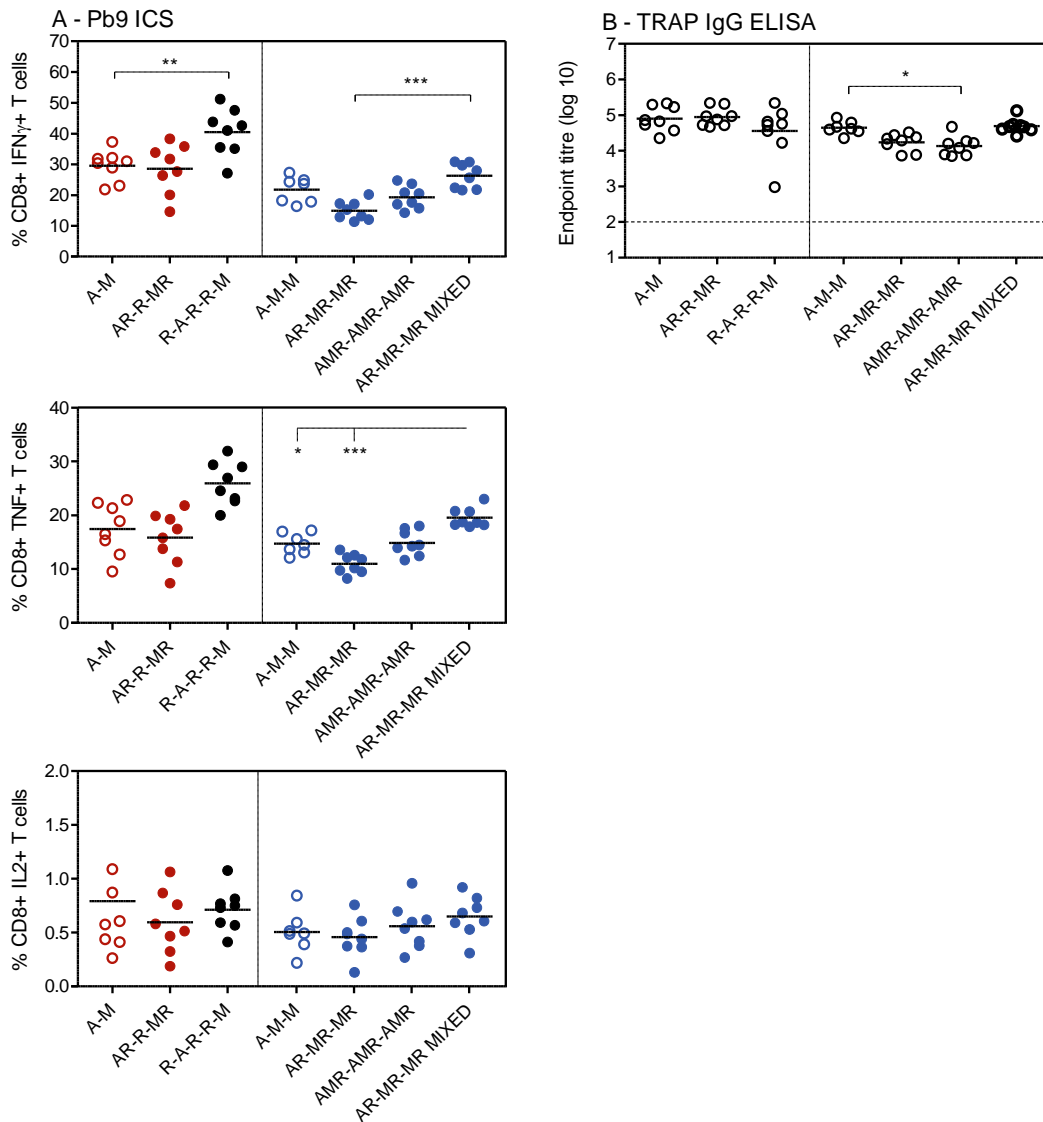 A - Pb9 ICS
% CD8+ IFNγ+ T cells
70
60
50
40
30
20
10
0
**
***
A-M
AR-R-MR
R-A-R-R-M
A-M-M
AR-MR-MR
AMR-AMR-AMR
AR-MR-MR MIXED
B - TRAP IgG ELISA
Endpoint titre (log 10)
7
6
5
4
3
2
1
*
A-M
AR-R-MR
R-A-R-R-M
A-M-M
AR-MR-MR
AMR-AMR-AMR
AR-MR-MR MIXED
% CD8+ TNF+ T cells
40
30
20
10
0
*
***
A-M
AR-R-MR
R-A-R-R-M
A-M-M
AR-MR-MR
AMR-AMR-AMR
AR-MR-MR MIXED
% CD8+ IL2+ T cells
2.0
1.5
1.0
0.5
0.0
A-M
AR-R-MR
R-A-R-R-M
A-M-M
AR-MR-MR
AMR-AMR-AMR
AR-MR-MR MIXED